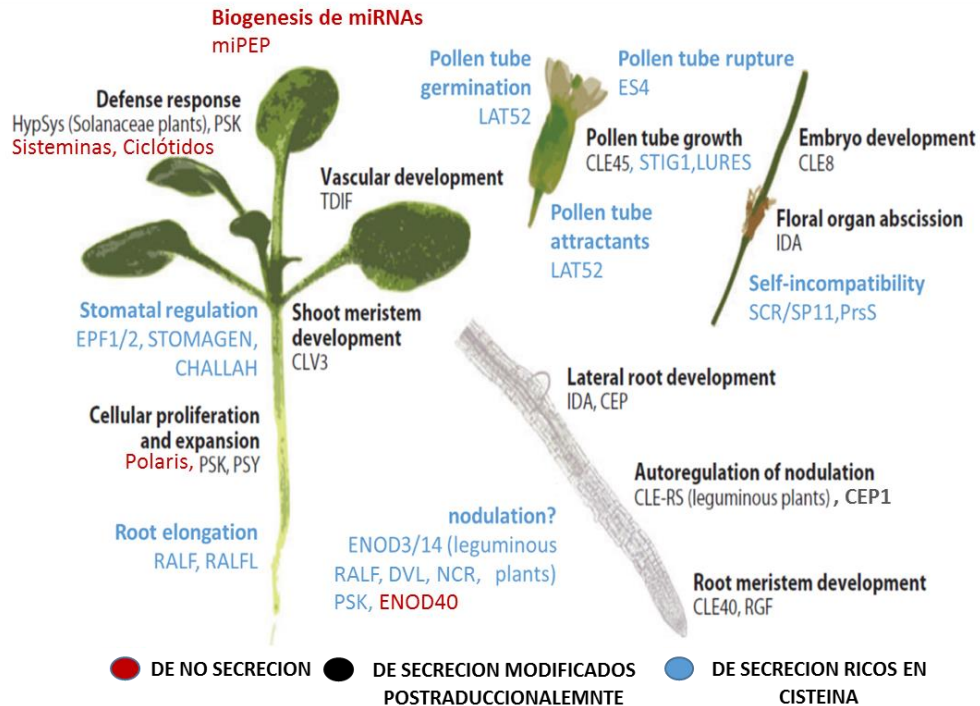 Biogenesis de miRNAs
miPEP
Defense response
HypSys (Solanaceae plants), PSK
Sisteminas, Ciclótidos
Vascular development
TDIF
Stomatal regulation
EPF1/2, STOMAGEN,
CHALLAH
Shoot meristem
development
CLV3
Cellular proliferation
and expansion
Polaris, PSK, PSY
Root elongation
RALF, RALFL
Pollen tube
germination
LAT52
Pollen tube rupture
ES4
Pollen tube growth
CLE45, STIG1,LURES
Pollen tube
attractants
LAT52
Embryo development
CLE8
Floral organ abscission
IDA
Self-incompatibility
SCR/SP11,PrsS
Lateral root development
IDA, CEP
Autoregulation of nodulation
CLE-RS (leguminous plants) , CEP1
nodulation?
ENOD3/14 (leguminous
RALF, DVL, NCR, plants)
PSK, ENOD40
Root meristem development
CLE40, RGF
DE NO SECRECION
DE SECRECION MODIFICADOS
POSTRADUCCIONALEMNTE
DE SECRECION RICOS EN
CISTEINA